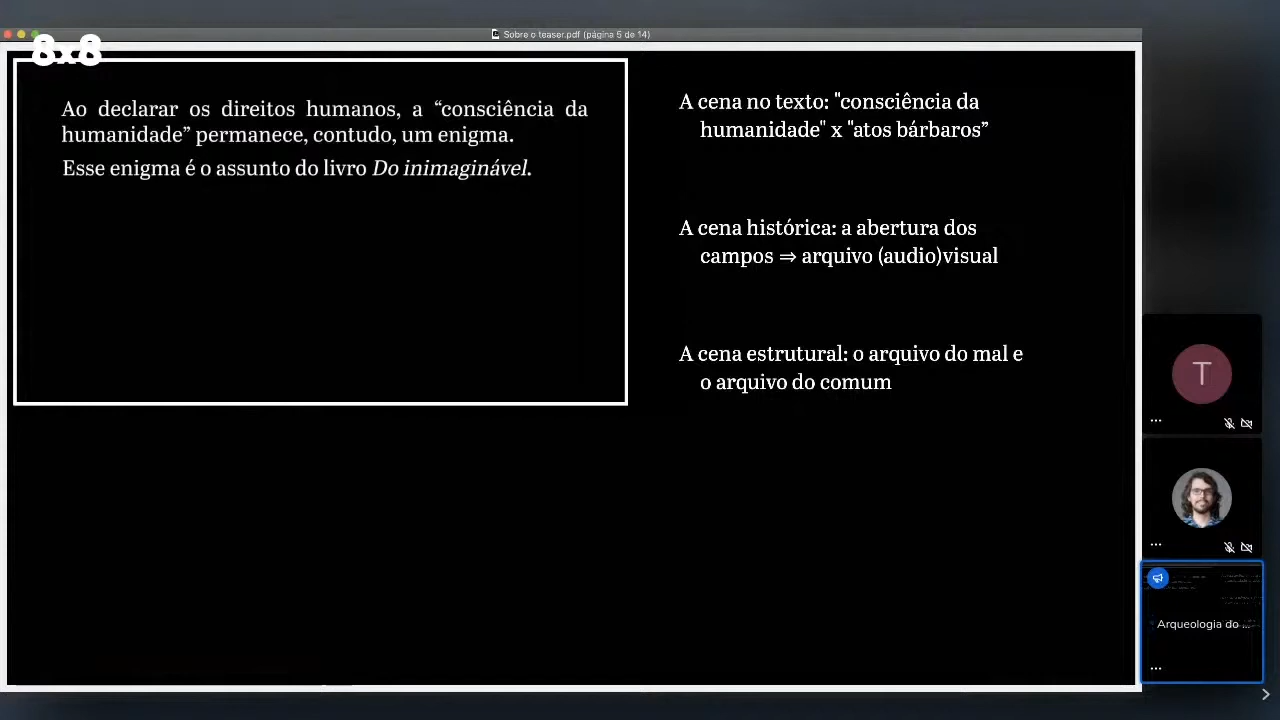 Sobre o teaser.pdf (página 5 de 14)
8x8
Ao declarar os direitos humanos, a “consciência da
humanidade” permanece, contudo, um enigma.
Esse enigma é o assunto do livro Do inimaginável.
A cena no texto: "consciência da
humanidade" x "atos bárbaros”
A cena histórica: a abertura dos
campos ⇒ arquivo (audio)visual
A cena estrutural: o arquivo do mal e
o arquivo do comum
T
Arqueologia do ...